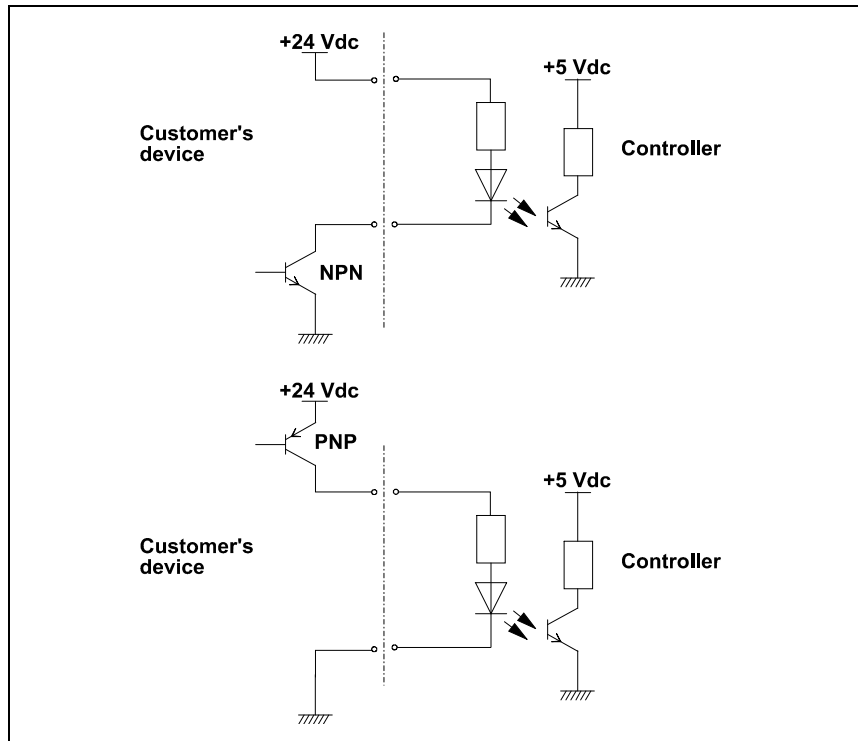 +24 Vdc
+5 Vdc
Customer's
device
Controller
NPN
+24 Vdc
PNP
+5 Vdc
Customer's
device
Controller